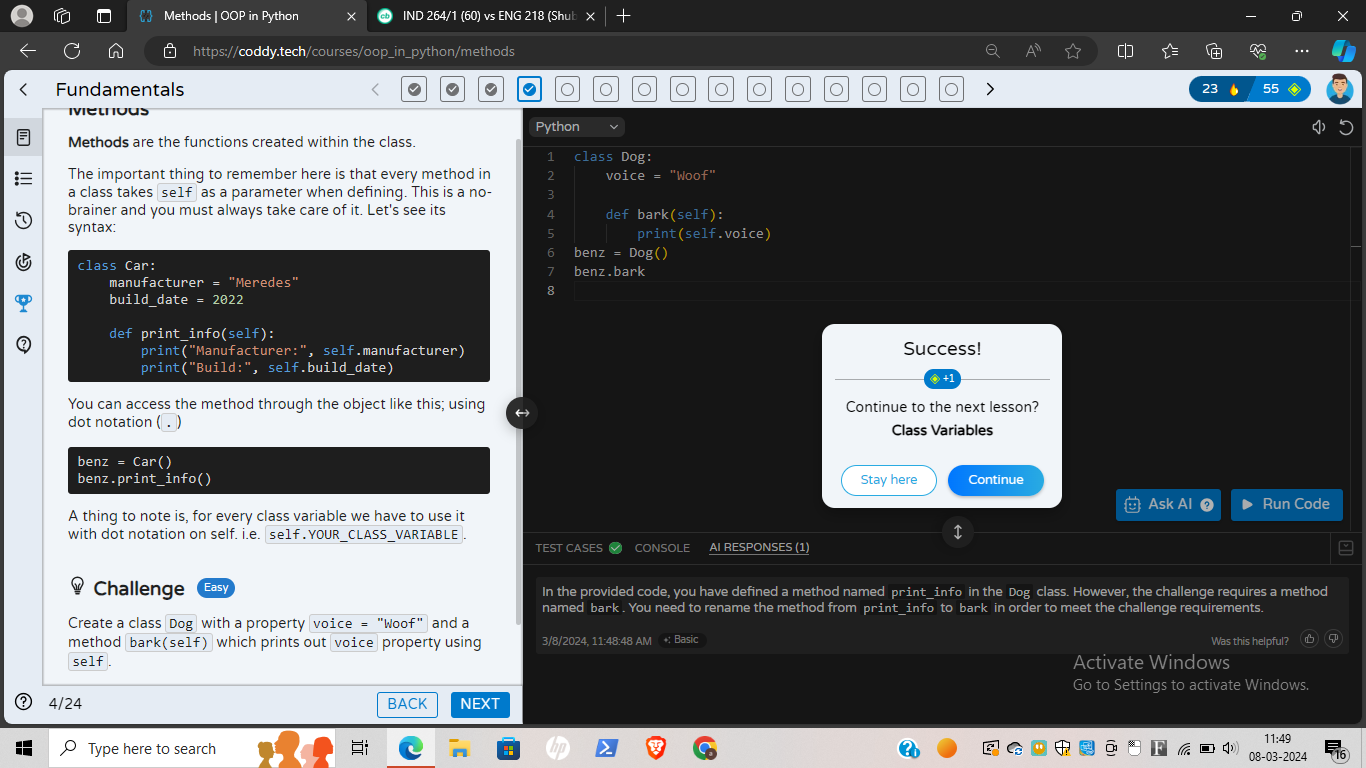 Methods | OOP in Python
IND 264/1 (60) vs ENG 218 (Shub
https://coddy.tech/courses/oop_in_python/methods
Fundamentals
23
55
Methods
Methods are the functions created within the class.
The important thing to remember here is that every method in
a class takes self as a parameter when defining. This is a no-
brainer and you must always take care of it. Let's see its
syntax:
class Car:
manufacturer = "Meredes"
build_date = 2022
def print_info(self):
print("Manufacturer:", self.manufacturer)
print("Build:", self.build_date)
You can access the method through the object like this; using
dot notation (.)
benz = Car()
benz.print_info()
A thing to note is, for every class variable we have to use it
with dot notation on self. i.e. self.YOUR_CLASS_VARIABLE.
Challenge Easy
Create a class Dog with a property voice = "Woof" and a
method bark(self) which prints out voice property using
self.
4/24
BACK
NEXT
Python
1 class Dog:
2 voice = "Woof"
3
4 def bark(self):
5 print(self.voice)
6 benz = Dog()
7 benz.bark
8
Success!
+1
Continue to the next lesson?
Class Variables
Stay here
Continue
Ask AI ?
Run Code
TEST CASES
CONSOLE
AI RESPONSES (1)
In the provided code, you have defined a method named print_info in the Dog class. However, the challenge requires a method
named bark. You need to rename the method from print_info to bark in order to meet the challenge requirements.
3/8/2024, 11:48:48 AM
Basic
Was this helpful?
Activate Windows
Go to Settings to activate Windows.
Type here to search
11:49
08-03-2024
16